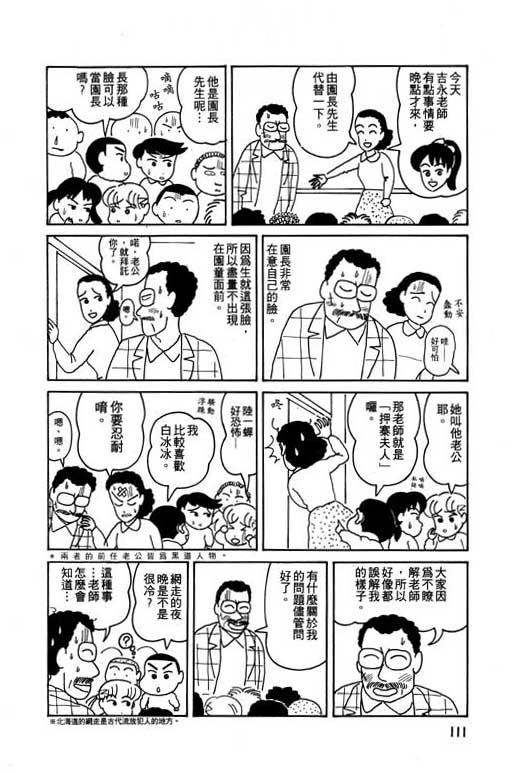 今天
吉永老師
有點事情要
晚點才來，
由園長先生
代替一下。
他是園長
先生呢…
嘀嘀
咕咕
長那種
臉可以
當園長
嗎？
不安
蠢動
哇
好可怕
園長非常
在意自己的臉。
因為生就這張臉，
所以盡量不出現
在園童面前。
喏，老公
，就拜託
你了。
嗯。
她叫他老公
耶。
喃喃
私語
那老師就是
「押寨夫人」
囉。
咚
陸一蟬
好恐怖—
騷動
浮躁
我
比較喜歡
白冰冰。
你要忍耐
唷。
嗯、嗯。
＊兩者的前任老公皆為黑道人物。
大家因
為不瞭
解老師
，所以
好像都
誤解我
的樣子。
有什麼關於我
的問題儘管問
好了。
網走的夜
晚是不是
很冷？
?
這種事
…老師
怎麼會
知道…
※北海道的網走是古代流放犯人的地方。
111